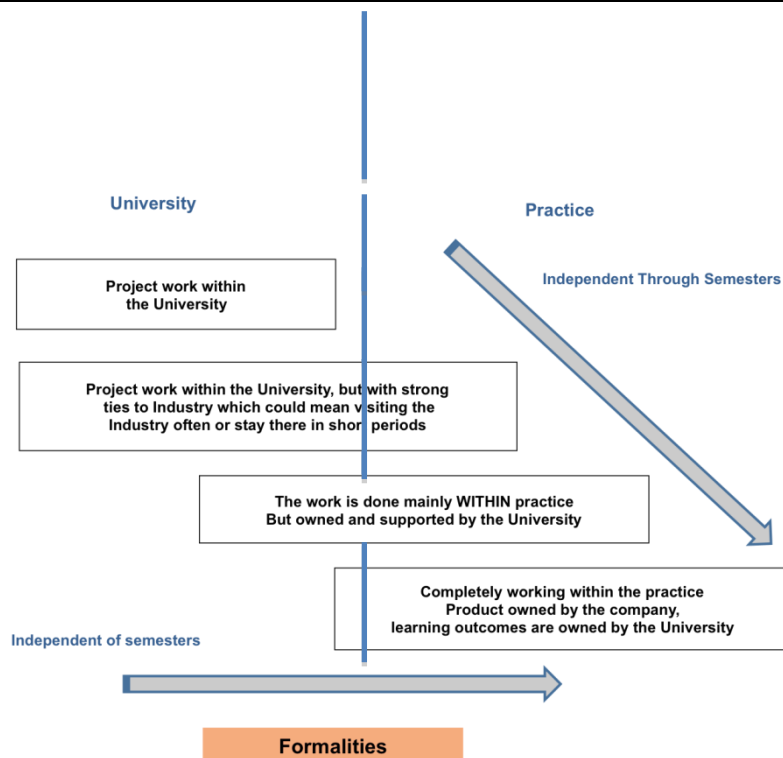 University
Practice
Independent Through Semesters
Project work within
the University
Project work within the University, but with strong
ties to Industry which could mean visiting the
Industry often or stay there in short periods
The work is done mainly WITHIN practice
But owned and supported by the University
Completely working within the practice
Product owned by the company,
learning outcomes are owned by the University
Independent of semesters
Formalities